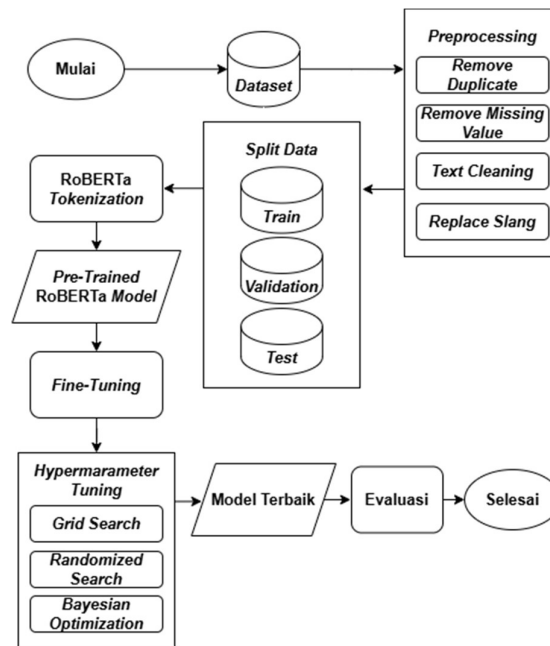 Mulai
Dataset
Preprocessing
Remove
Duplicate
Remove Missing
Value
Text Cleaning
Replace Slang
Split Data
Train
Validation
Test
RoBERTa
Tokenization
Pre-Trained
RoBERTa Model
Fine-Tuning
Hypermarameter
Tuning
Grid Search
Randomized
Search
Bayesian
Optimization
Model Terbaik
Evaluasi
Selesai